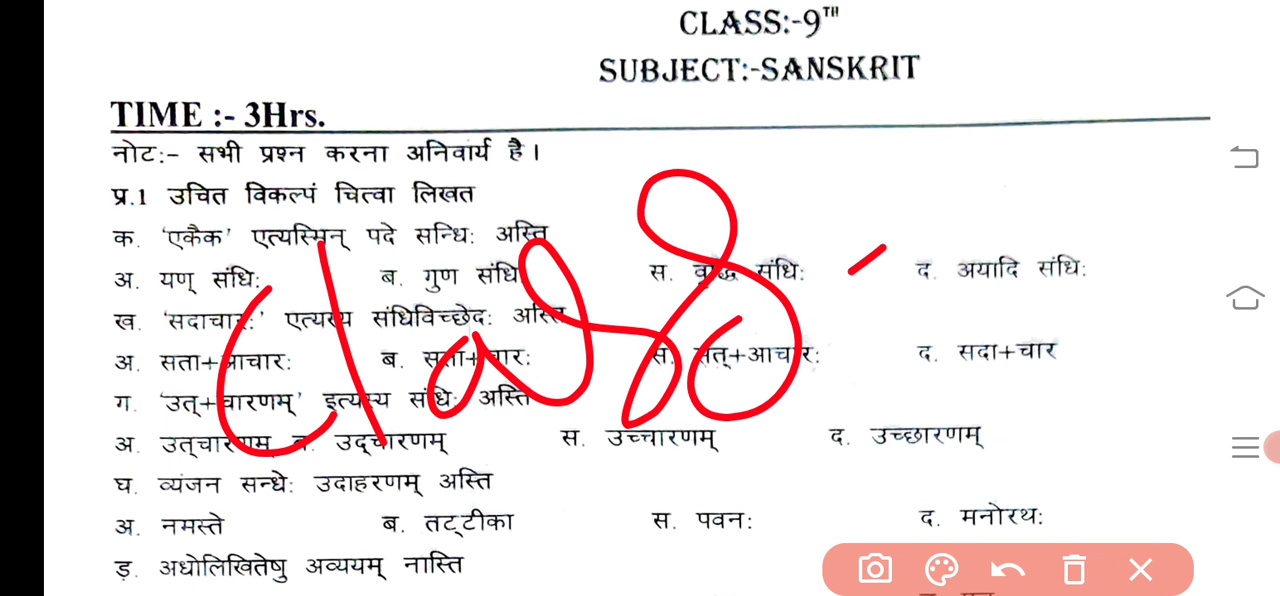 CLASS:-9TH
SUBJECT:-SANSKRIT
TIME :- 3Hrs.
नोटः- सभी प्रश्न करना अनिवार्य है।
प्र.1 उचित विकल्पं चित्वा लिखत
क. 'एकैक' एत्यस्मिन् पदे सन्धिः अस्ति
अ. यण् संधिः ब. गुण संधि स. वृद्धि संधिः द. अयादि संधिः
ख. 'सदाचारः' एत्यस्य संधिविच्छेदः अस्ति
अ. सता+आचारः ब. सता+चारः स. सत्+आचारः द. सदा+चार
ग. 'उत्+चारणम्' इत्यस्य संधिः अस्ति
अ. उत्चारणम् ब. उद्चारणम् स. उच्चारणम् द. उच्छारणम्
घ. व्यंजन सन्धेः उदाहरणम् अस्ति
अ. नमस्ते ब. तट्टीका स. पवनः द. मनोरथः
ड़. अधोलिखितेषु अव्ययम् नास्ति